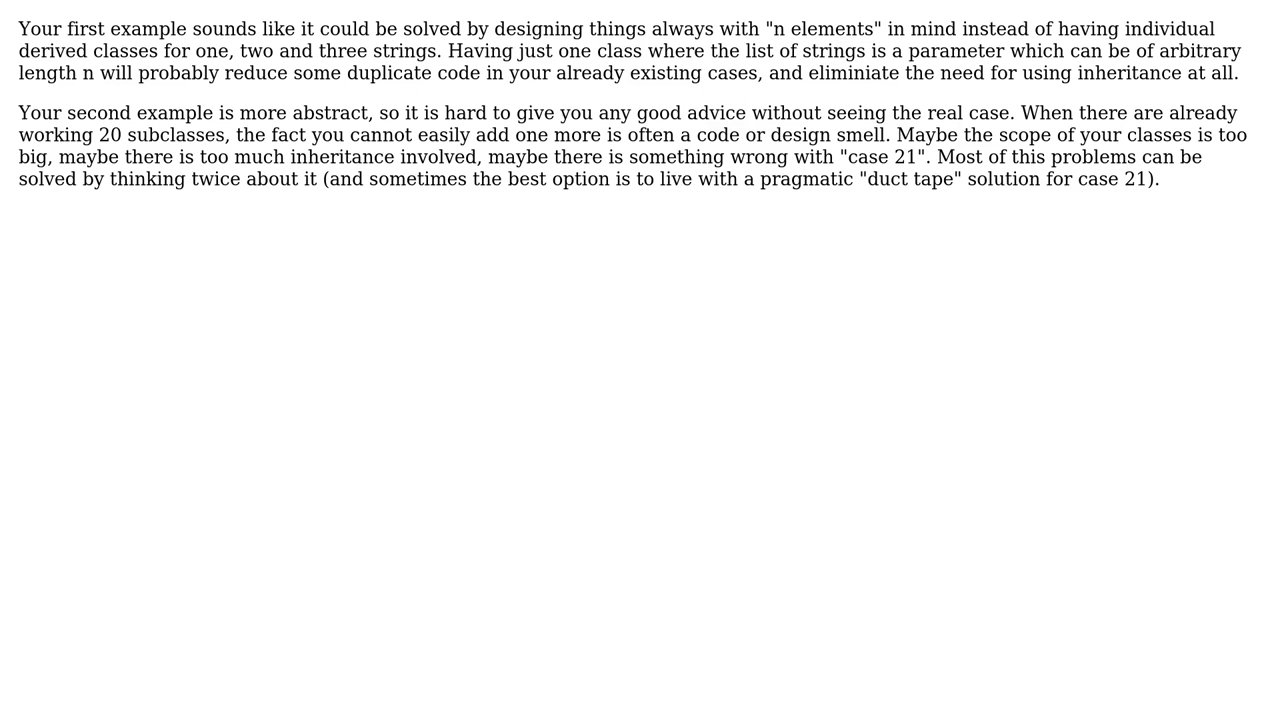 Your first example sounds like it could be solved by designing things always with "n elements" in mind instead of having individual
derived classes for one, two and three strings. Having just one class where the list of strings is a parameter which can be of arbitrary
length n will probably reduce some duplicate code in your already existing cases, and eliminiate the need for using inheritance at all.
Your second example is more abstract, so it is hard to give you any good advice without seeing the real case. When there are already
working 20 subclasses, the fact you cannot easily add one more is often a code or design smell. Maybe the scope of your classes is too
big, maybe there is too much inheritance involved, maybe there is something wrong with "case 21". Most of this problems can be
solved by thinking twice about it (and sometimes the best option is to live with a pragmatic "duct tape" solution for case 21).